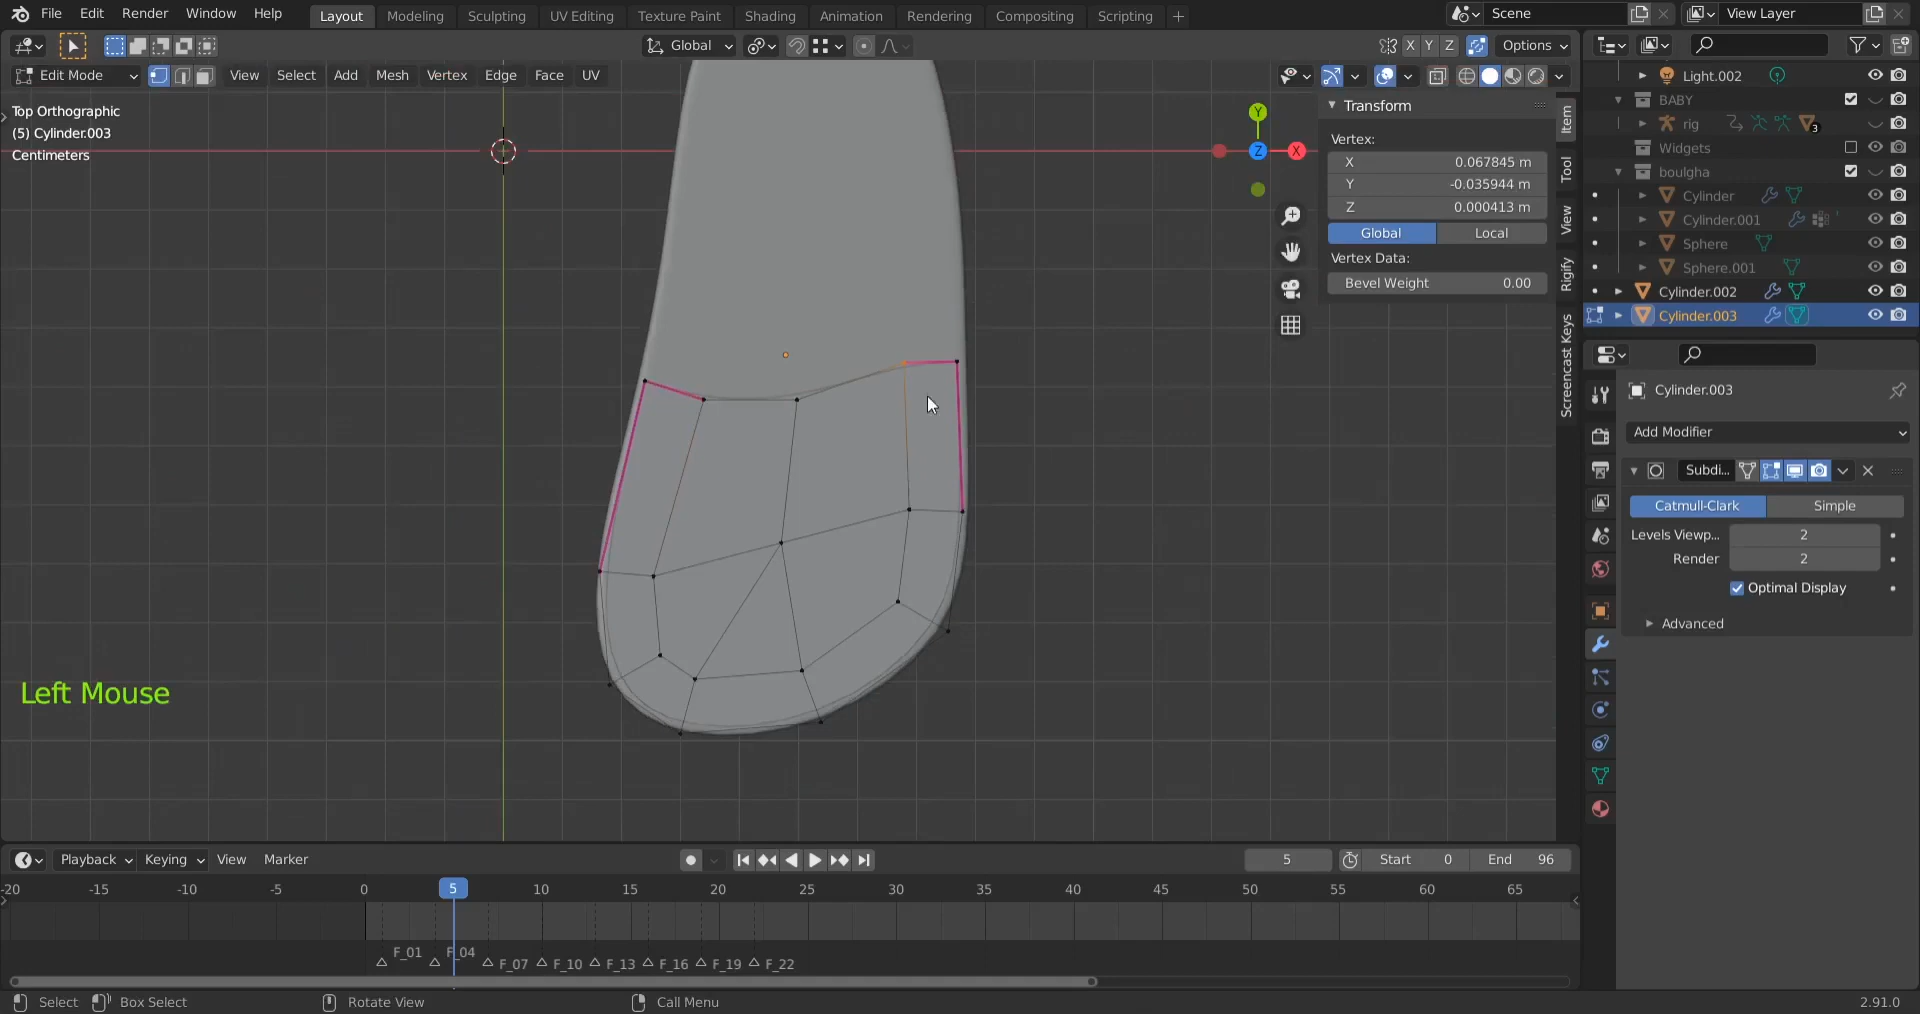 File Edit Render Window Help Layout Modeling Sculpting UV Editing Texture Paint Shading Animation Rendering Compositing Scripting Scene View Layer
Global X Y Z Options
Edit Mode View Select Add Mesh Vertex Edge Face UV
Top Orthographic
(5) Cylinder.003
Centimeters
Y
Z
X
Transform
Vertex:
X 0.067845 m
Y -0.035944 m
Z 0.000413 m
Global Local
Vertex Data:
Bevel Weight 0.00
Item
Tool
View
Rigify
Screencast Keys
Light.002
BABY
rig 3
Widgets
boulgha
Cylinder
Cylinder.001
Sphere
Sphere.001
Cylinder.002
Cylinder.003
Cylinder.003
Add Modifier
Subdi...
Catmull-Clark Simple
Levels Viewp... 2
Render 2
Optimal Display
Advanced
Left Mouse
Playback Keying View Marker 5 Start 0 End 96
-20 -15 -10 -5 0 5 10 15 20 25 30 35 40 45 50 55 60 65
F_01 F_04 F_07 F_10 F_13 F_16 F_19 F_22
Select Box Select Rotate View Call Menu 2.91.0